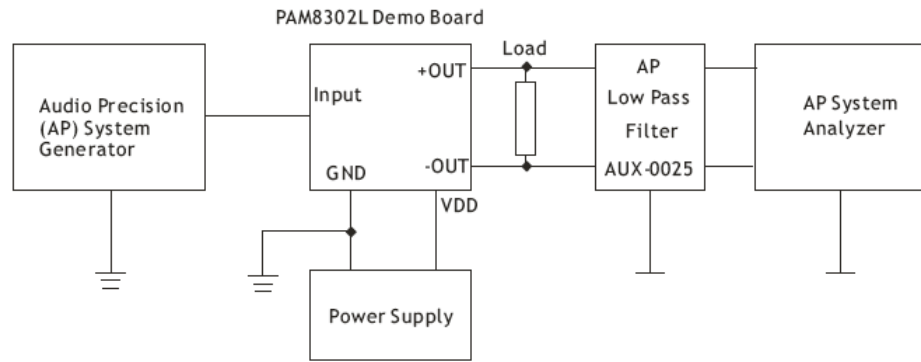 PAM8302L Demo Board
Audio Precision
(AP) System
Generator
Input
+OUT
-OUT
GND
VDD
Load
AP
Low Pass
Filter
AUX-0025
AP System
Analyzer
Power Supply